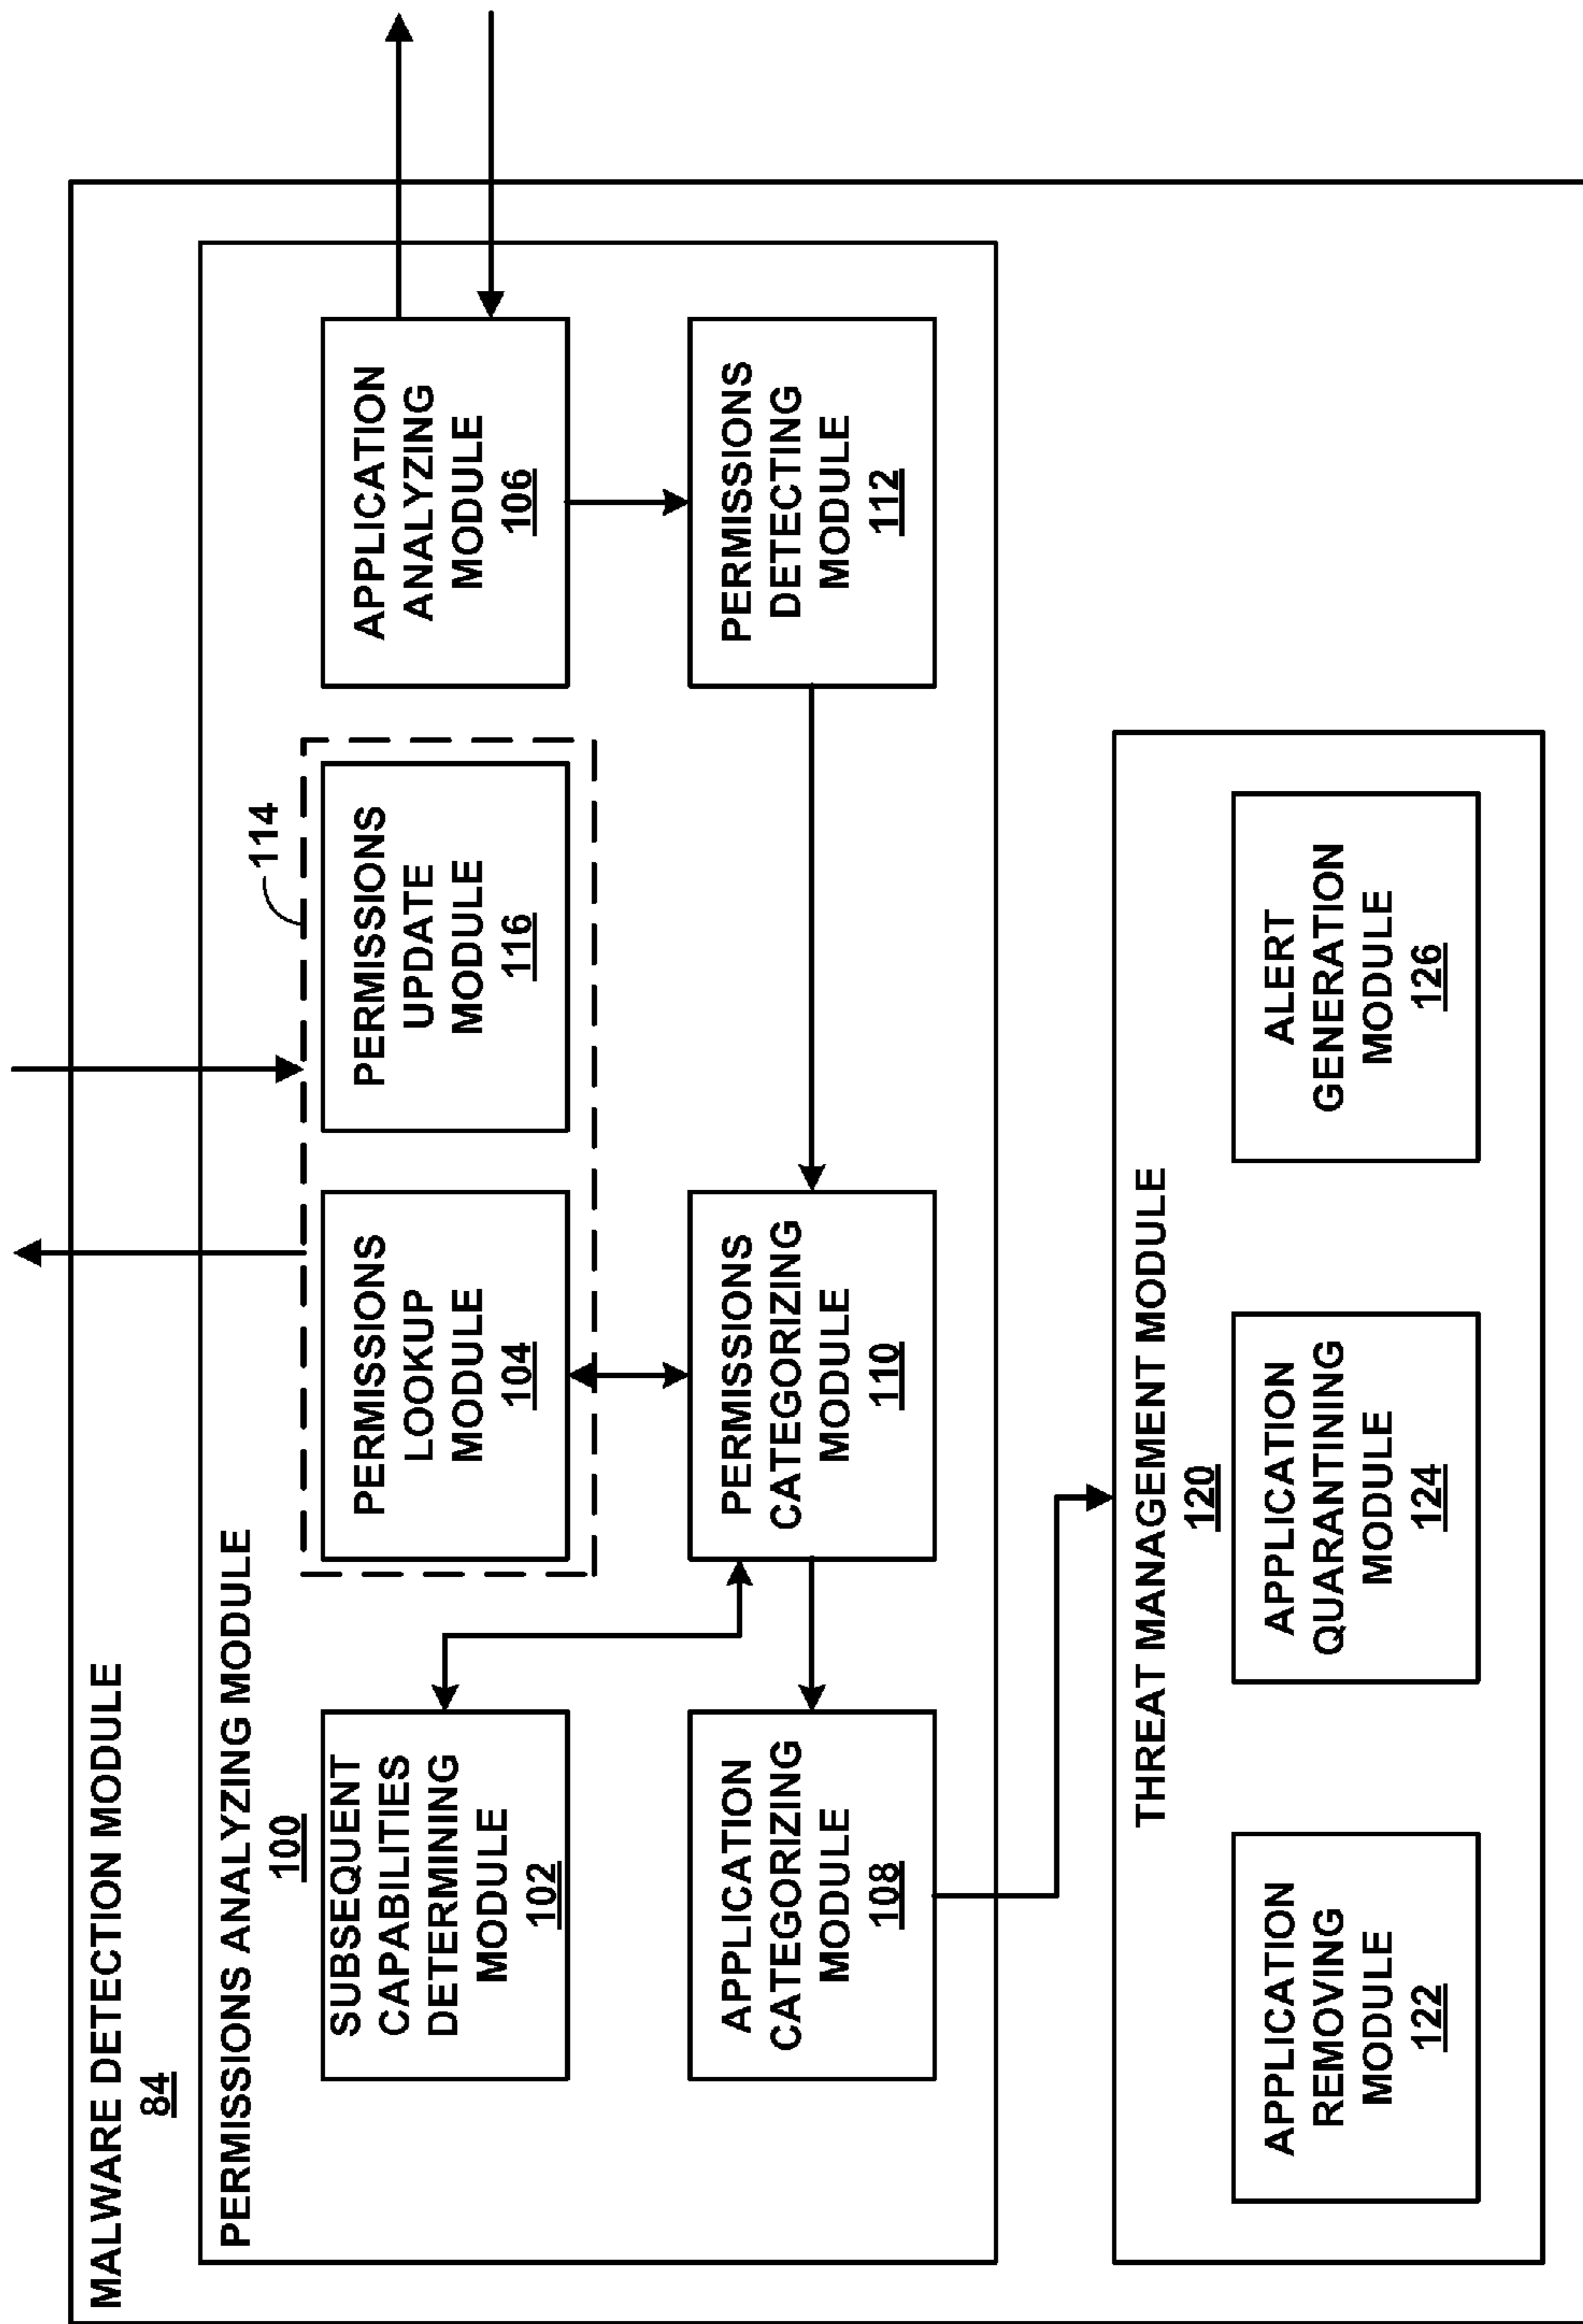 MALWARE DETECTION MODULE
84
PERMISSIONS ANALYZING MODULE
100
SUBSEQUENT
CAPABILITIES
DETERMINING
MODULE
102
PERMISSIONS
LOOKUP
MODULE
104
PERMISSIONS
UPDATE
MODULE
116
114
APPLICATION
ANALYZING
MODULE
106
APPLICATION
CATEGORIZING
MODULE
108
PERMISSIONS
CATEGORIZING
MODULE
110
PERMISSIONS
DETECTING
MODULE
112
THREAT MANAGEMENT MODULE
120
APPLICATION
REMOVING
MODULE
122
APPLICATION
QUARANTINING
MODULE
124
ALERT
GENERATION
MODULE
126